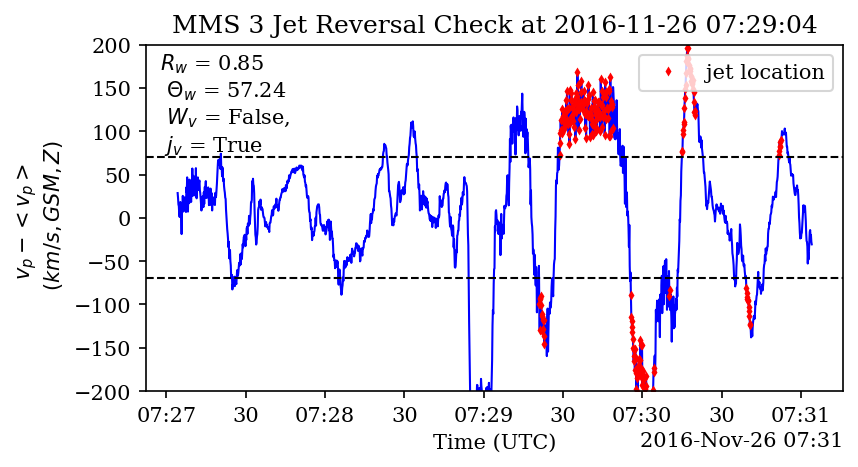 MMS 3 Jet Reversal Check at 2016-11-26 07:29:04
R_w = 0.85
Θ_w = 57.24
W_v = False,
j_v = True
jet location
v_p − < v_p >
(km/s, GSM, Z)
200
150
100
50
0
−50
−100
−150
−200
07:27 30 07:28 30 07:29 30 07:30 30 07:31
Time (UTC) 2016-Nov-26 07:31